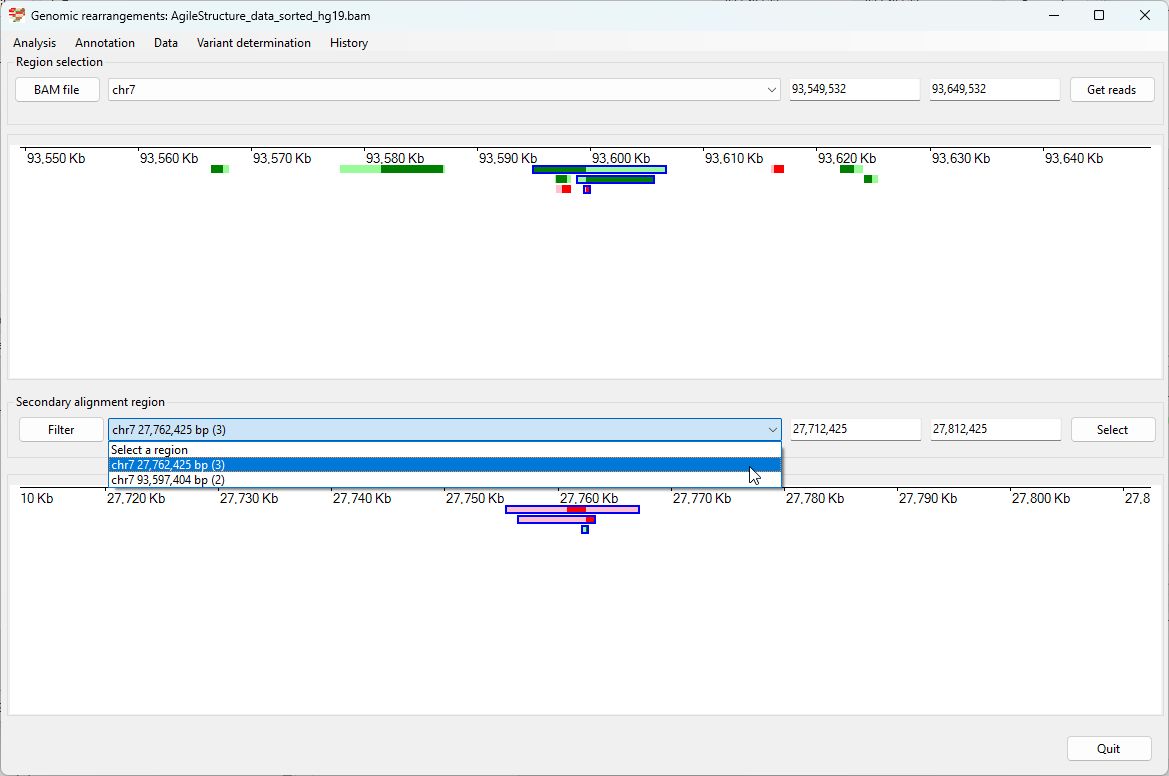 Genomic rearrangements: AgileStructure_data_sorted_hg19.bam
Analysis Annotation Data Variant determination History
Region selection
BAM file chr7 93,549,532 93,649,532 Get reads
93,550 Kb 93,560 Kb 93,570 Kb 93,580 Kb 93,590 Kb 93,600 Kb 93,610 Kb 93,620 Kb 93,630 Kb 93,640 Kb
Secondary alignment region
Filter chr7 27,762,425 bp (3) 27,712,425 27,812,425 Select
Select a region
chr7 27,762,425 bp (3)
chr7 93,597,404 bp (2)
10 Kb 27,720 Kb 27,730 Kb 27,740 Kb 27,750 Kb 27,760 Kb 27,770 Kb 27,780 Kb 27,790 Kb 27,800 Kb 27,8
Quit